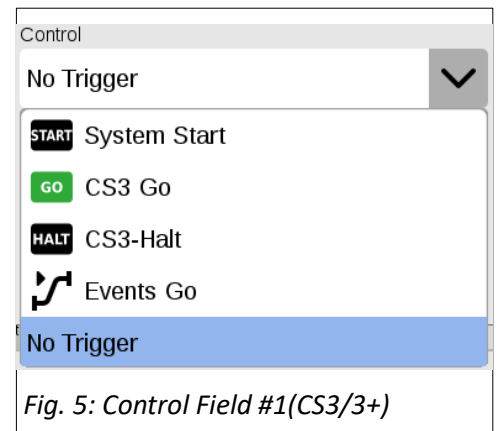 Control
No Trigger
START System Start
GO CS3 Go
HALT CS3-Halt
Events Go
No Trigger
Fig. 5: Control Field #1(CS3/3+)